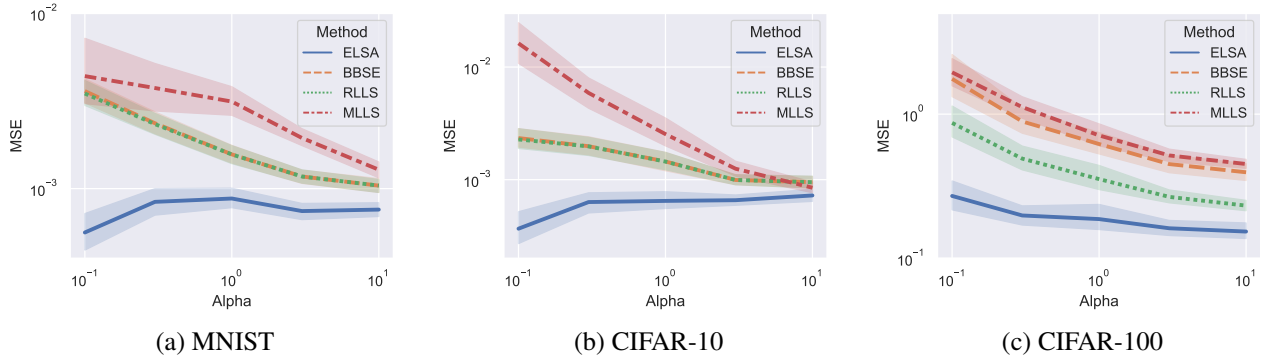 10⁻²
MSE
10⁻³
10⁻¹
10⁰
10¹
Alpha
Method
ELSA
BBSE
RLLS
MLLS
(a) MNIST
10⁻²
MSE
10⁻³
10⁻¹
10⁰
10¹
Alpha
Method
ELSA
BBSE
RLLS
MLLS
(b) CIFAR-10
10⁰
MSE
10⁻¹
10⁻¹
10⁰
10¹
Alpha
Method
ELSA
BBSE
RLLS
MLLS
(c) CIFAR-100